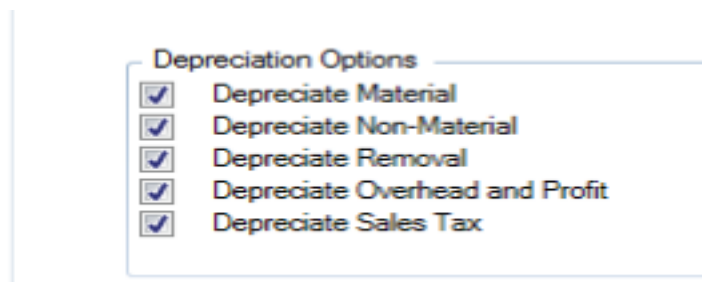 Depreciation Options
Depreciate Material
Depreciate Non-Material
Depreciate Removal
Depreciate Overhead and Profit
Depreciate Sales Tax